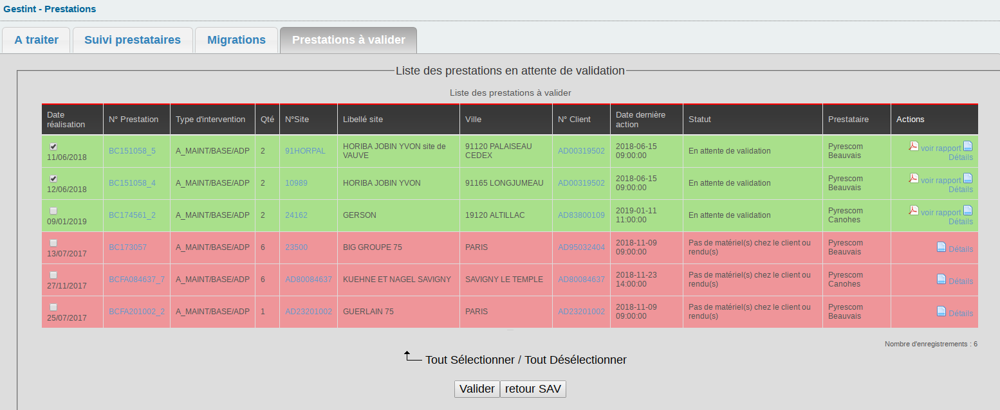 Gestint - Prestations
A traiter
Suivi prestataires
Migrations
Prestations à valider
Liste des prestations en attente de validation
Liste des prestations à valider
Date réalisation N° Prestation Type d'intervention Qté N°Site Libellé site Ville N° Client Date dernière action Statut Prestataire Actions
11/06/2018 BC151058_5 A_MAINT/BASE/ADP 2 91HORPAL HORIBA JOBIN YVON site de VAUVE 91120 PALAISEAU CEDEX AD00319502 2018-06-15 09:00:00 En attente de validation Pyrescom Beauvais voir rapport Détails
12/06/2018 BC151058_4 A_MAINT/BASE/ADP 2 10989 HORIBA JOBIN YVON 91165 LONGJUMEAU AD00319502 2018-06-15 09:00:00 En attente de validation Pyrescom Beauvais voir rapport Détails
09/01/2019 BC174561_2 A_MAINT/BASE/ADP 2 24162 GERSON 19120 ALTILLAC AD83800109 2019-01-11 11:00:00 En attente de validation Pyrescom Canohes voir rapport Détails
13/07/2017 BC173057 A_MAINT/BASE/ADP 6 23500 BIG GROUPE 75 PARIS AD95032404 2018-11-09 09:00:00 Pas de matériel(s) chez le client ou rendu(s) Pyrescom Beauvais Détails
27/11/2017 BCFA084637_7 A_MAINT/BASE/ADP 6 AD80084637 KUEHNE ET NAGEL SAVIGNY SAVIGNY LE TEMPLE AD80084637 2018-11-23 14:00:00 Pas de matériel(s) chez le client ou rendu(s) Pyrescom Canohes Détails
25/07/2017 BCFA201002_2 A_MAINT/BASE/ADP 1 AD23201002 GUERLAIN 75 PARIS AD23201002 2018-11-09 09:00:00 Pas de matériel(s) chez le client ou rendu(s) Pyrescom Beauvais Détails
Nombre d'enregistrements : 6
Tout Sélectionner / Tout Désélectionner
Valider
retour SAV